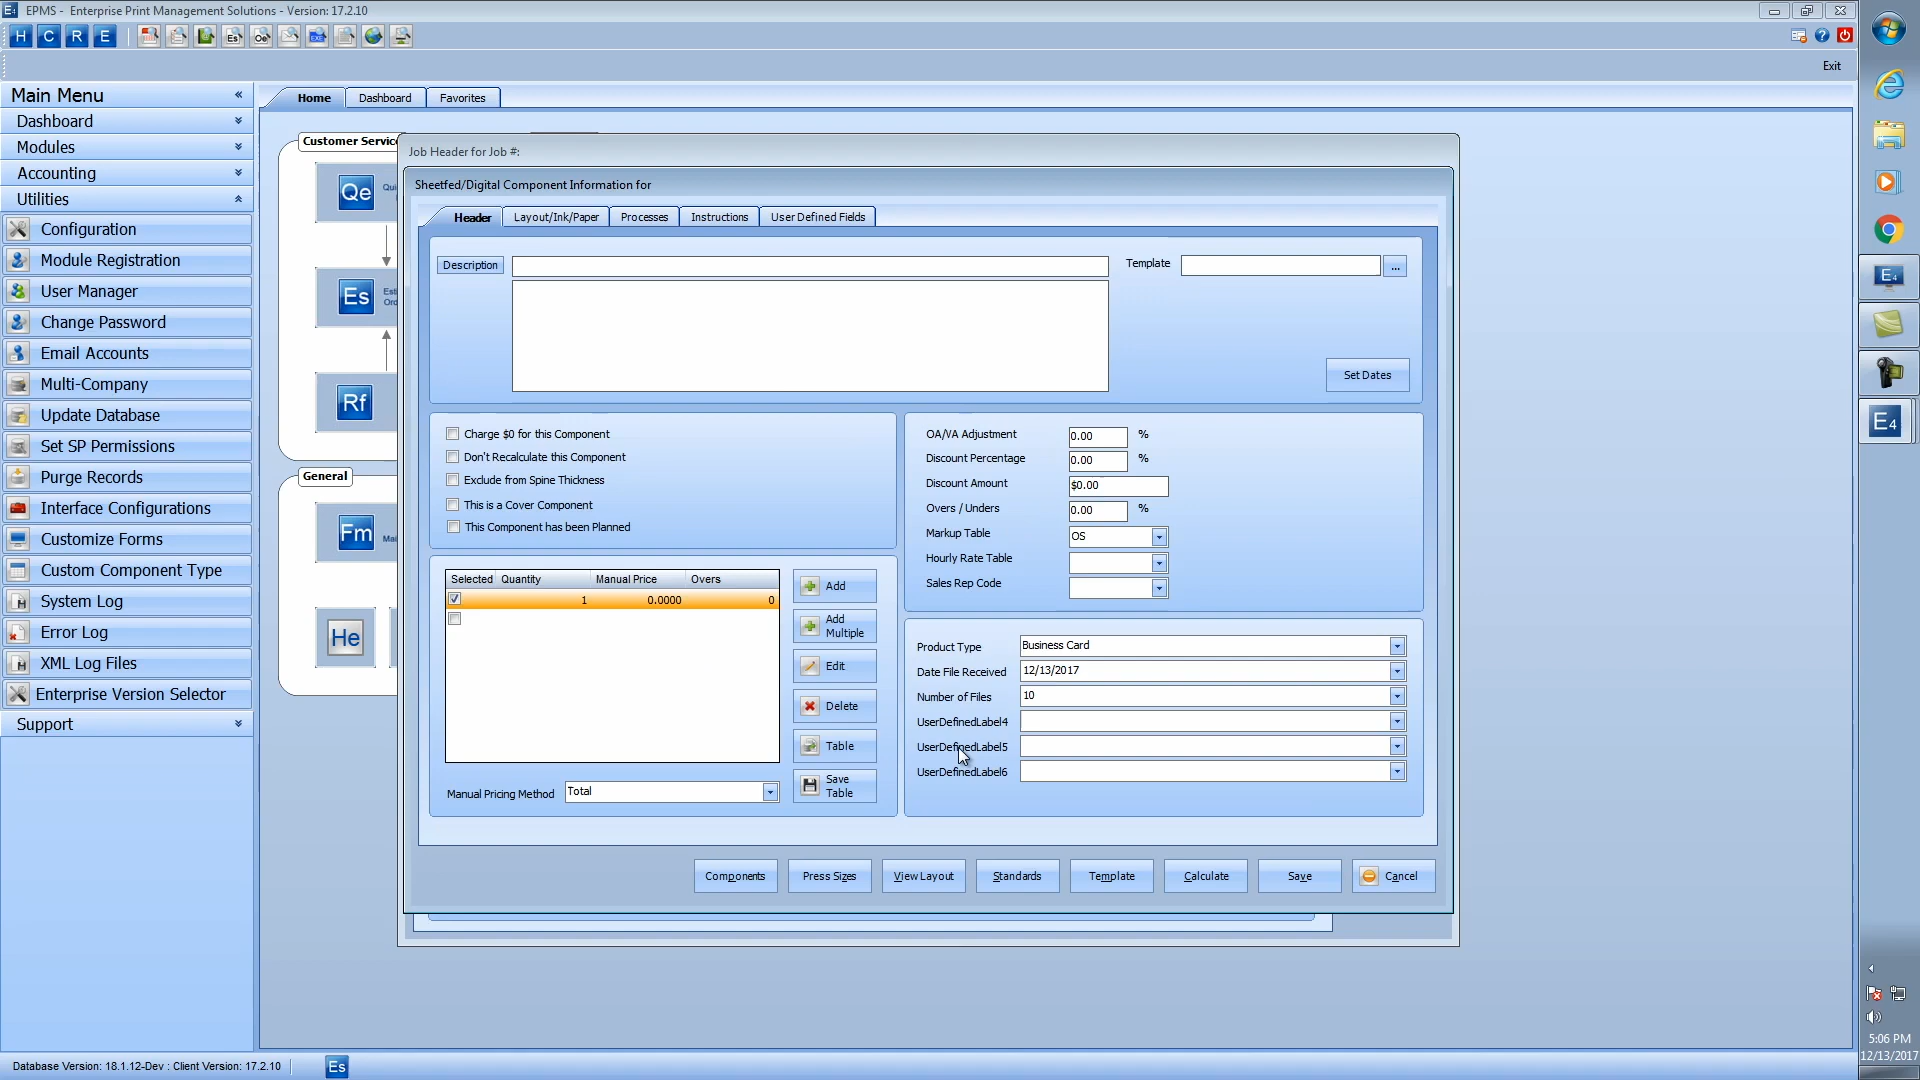 EPMS - Enterprise Print Management Solutions - Version: 17.2.10
H C R E
Exit
Main Menu
Dashboard
Modules
Accounting
Utilities
Configuration
Module Registration
User Manager
Change Password
Email Accounts
Multi-Company
Update Database
Set SP Permissions
Purge Records
Interface Configurations
Customize Forms
Custom Component Type
System Log
Error Log
XML Log Files
Enterprise Version Selector
Support
Home Dashboard Favorites
Customer Servic
Qe
Es
Rf
General
Fm
He
Job Header for Job #:
Sheetfed/Digital Component Information for
Header Layout/Ink/Paper Processes Instructions User Defined Fields
Description
Template ...
Set Dates
Charge $0 for this Component
Don't Recalculate this Component
Exclude from Spine Thickness
This is a Cover Component
This Component has been Planned
OA/VA Adjustment 0.00 %
Discount Percentage 0.00 %
Discount Amount $0.00
Overs / Unders 0.00 %
Markup Table OS
Hourly Rate Table
Sales Rep Code
Selected Quantity Manual Price Overs
1 0.0000 0
Add
Add Multiple
Edit
Delete
Table
Save Table
Manual Pricing Method Total
Product Type Business Card
Date File Received 12/13/2017
Number of Files 10
UserDefinedLabel4
UserDefinedLabel5
UserDefinedLabel6
Components Press Sizes View Layout Standards Template Calculate Save Cancel
Database Version: 18.1.12-Dev : Client Version: 17.2.10
Es
E4
E4
5:06 PM
12/13/2017